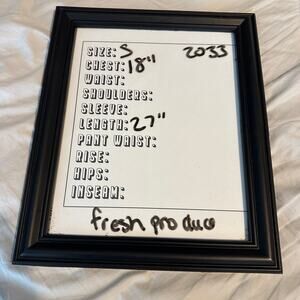 SIZE: S 2033
CHEST: 18"
WAIST:
SHOULDERS:
SLEEVE:
LENGTH: 27"
PANT WAIST:
RISE:
HIPS:
INSEAM:
fresh produce